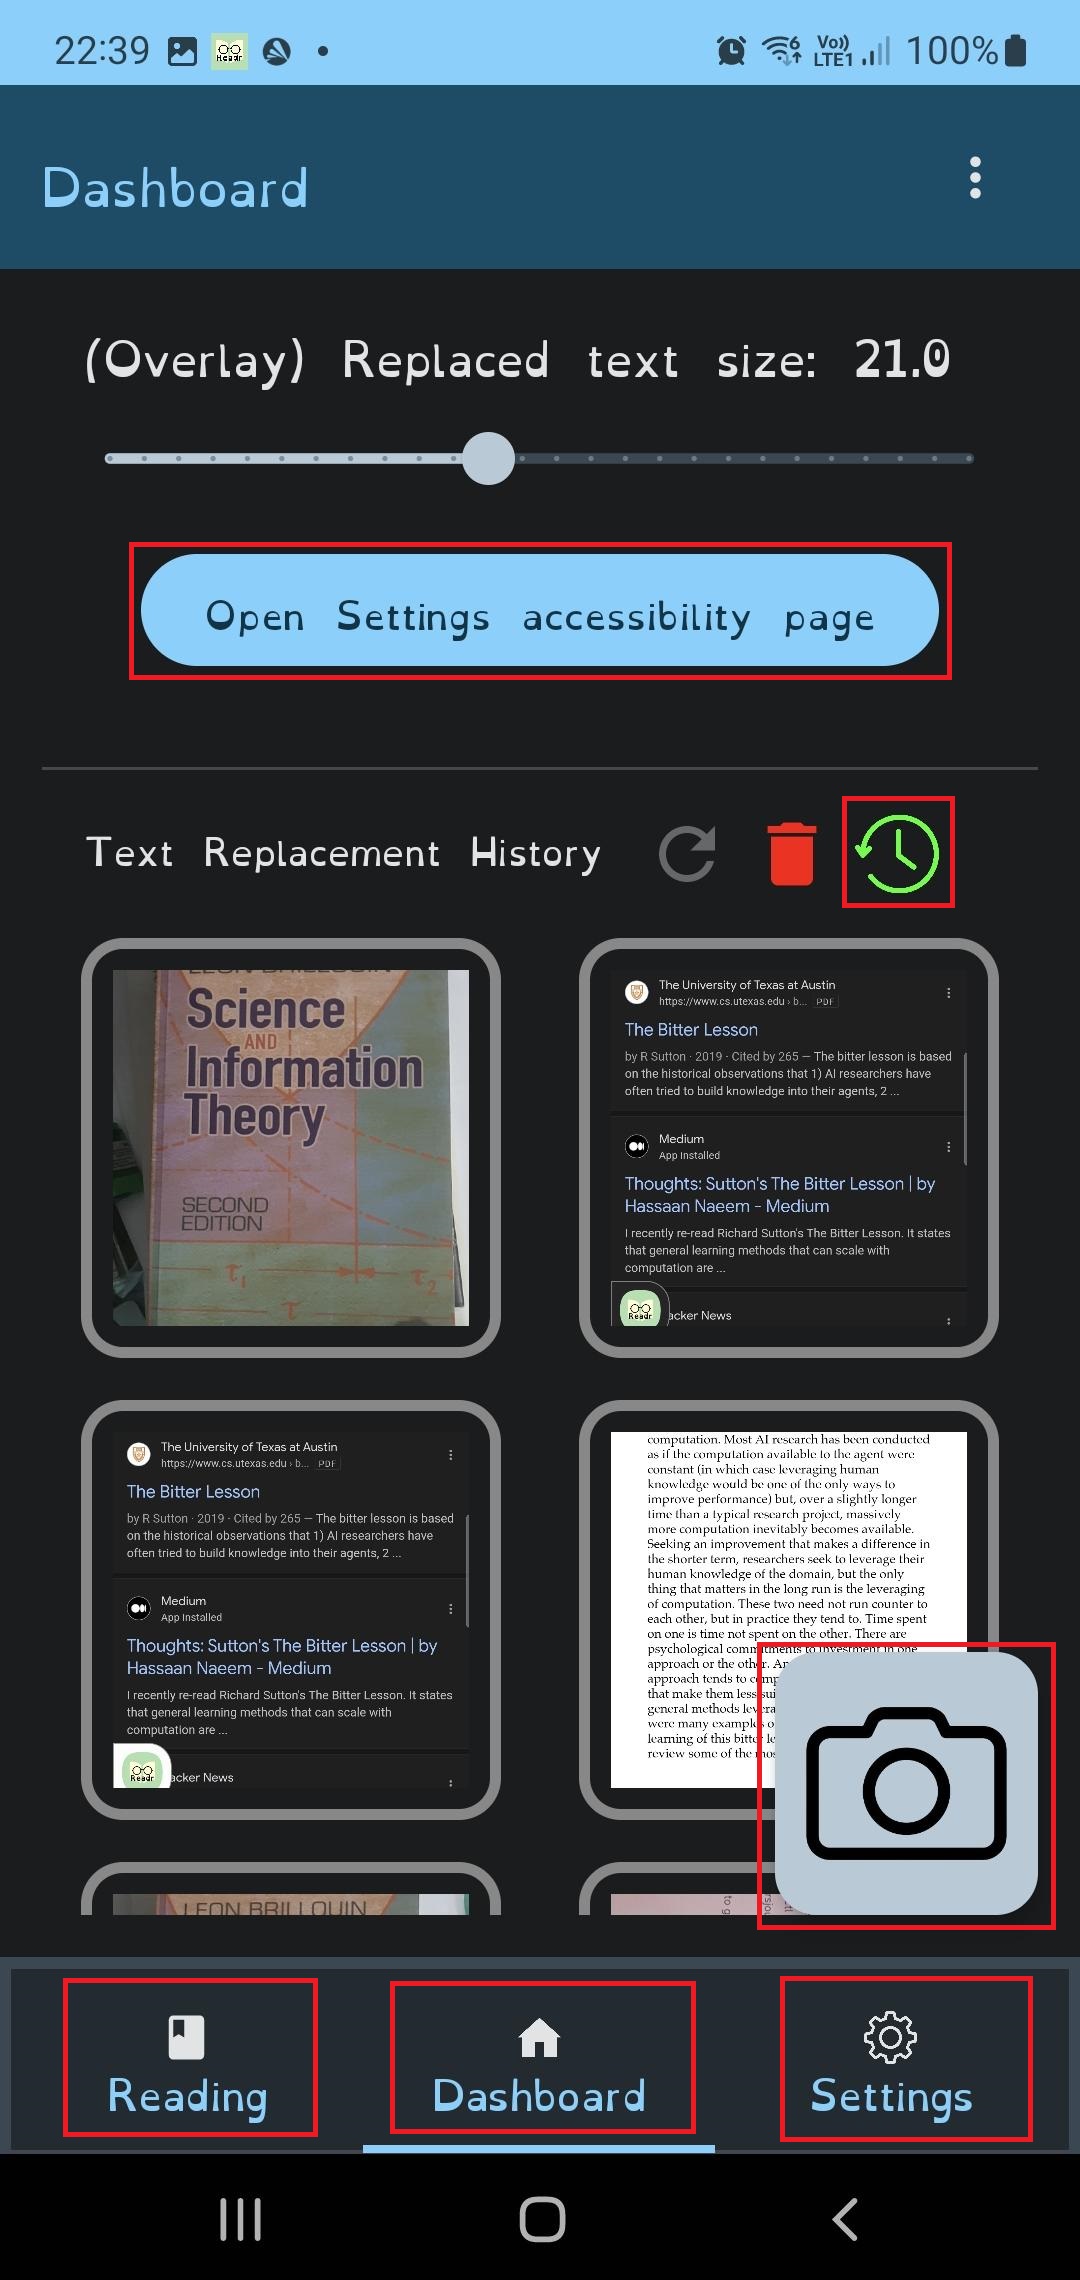 22:39
Readr
Vo))
LTE1
6
100%
Dashboard
(Overlay) Replaced text size: 21.0
Open Settings accessibility page
Text Replacement History
LEON BRILLOUIN
Science
AND
Information
Theory
SECOND
EDITION
τ1
τ2
τ
The University of Texas at Austin
https://www.cs.utexas.edu › b... PDF
The Bitter Lesson
by R Sutton · 2019 · Cited by 265 — The bitter lesson is based
on the historical observations that 1) AI researchers have
often tried to build knowledge into their agents, 2 ...
Medium
App Installed
Thoughts: Sutton's The Bitter Lesson | by
Hassaan Naeem - Medium
I recently re-read Richard Sutton's The Bitter Lesson. It states
that general learning methods that can scale with
computation are ...
Readr
acker News
The University of Texas at Austin
https://www.cs.utexas.edu › b... PDF
The Bitter Lesson
by R Sutton · 2019 · Cited by 265 — The bitter lesson is based
on the historical observations that 1) AI researchers have
often tried to build knowledge into their agents, 2 ...
Medium
App Installed
Thoughts: Sutton's The Bitter Lesson | by
Hassaan Naeem - Medium
I recently re-read Richard Sutton's The Bitter Lesson. It states
that general learning methods that can scale with
computation are ...
Readr
acker News
computation. Most AI research has been conducted
as if the computation available to the agent were
constant (in which case leveraging human
knowledge would be one of the only ways to
improve performance) but, over a slightly longer
time than a typical research project, massively
more computation inevitably becomes available.
Seeking an improvement that makes a difference in
the shorter term, researchers seek to leverage their
human knowledge of the domain, but the only
thing that matters in the long run is the leveraging
of computation. These two need not run counter to
each other, but in practice they tend to. Time spent
on one is time not spent on the other. There are
psychological commitments to investment in one
approach or the other. An
approach tends to comp
that make them less sui
general methods levera
were many examples o
learning of this bitter le
review some of the mos
LEON BRILLOUIN
to g
Reading
Dashboard
Settings